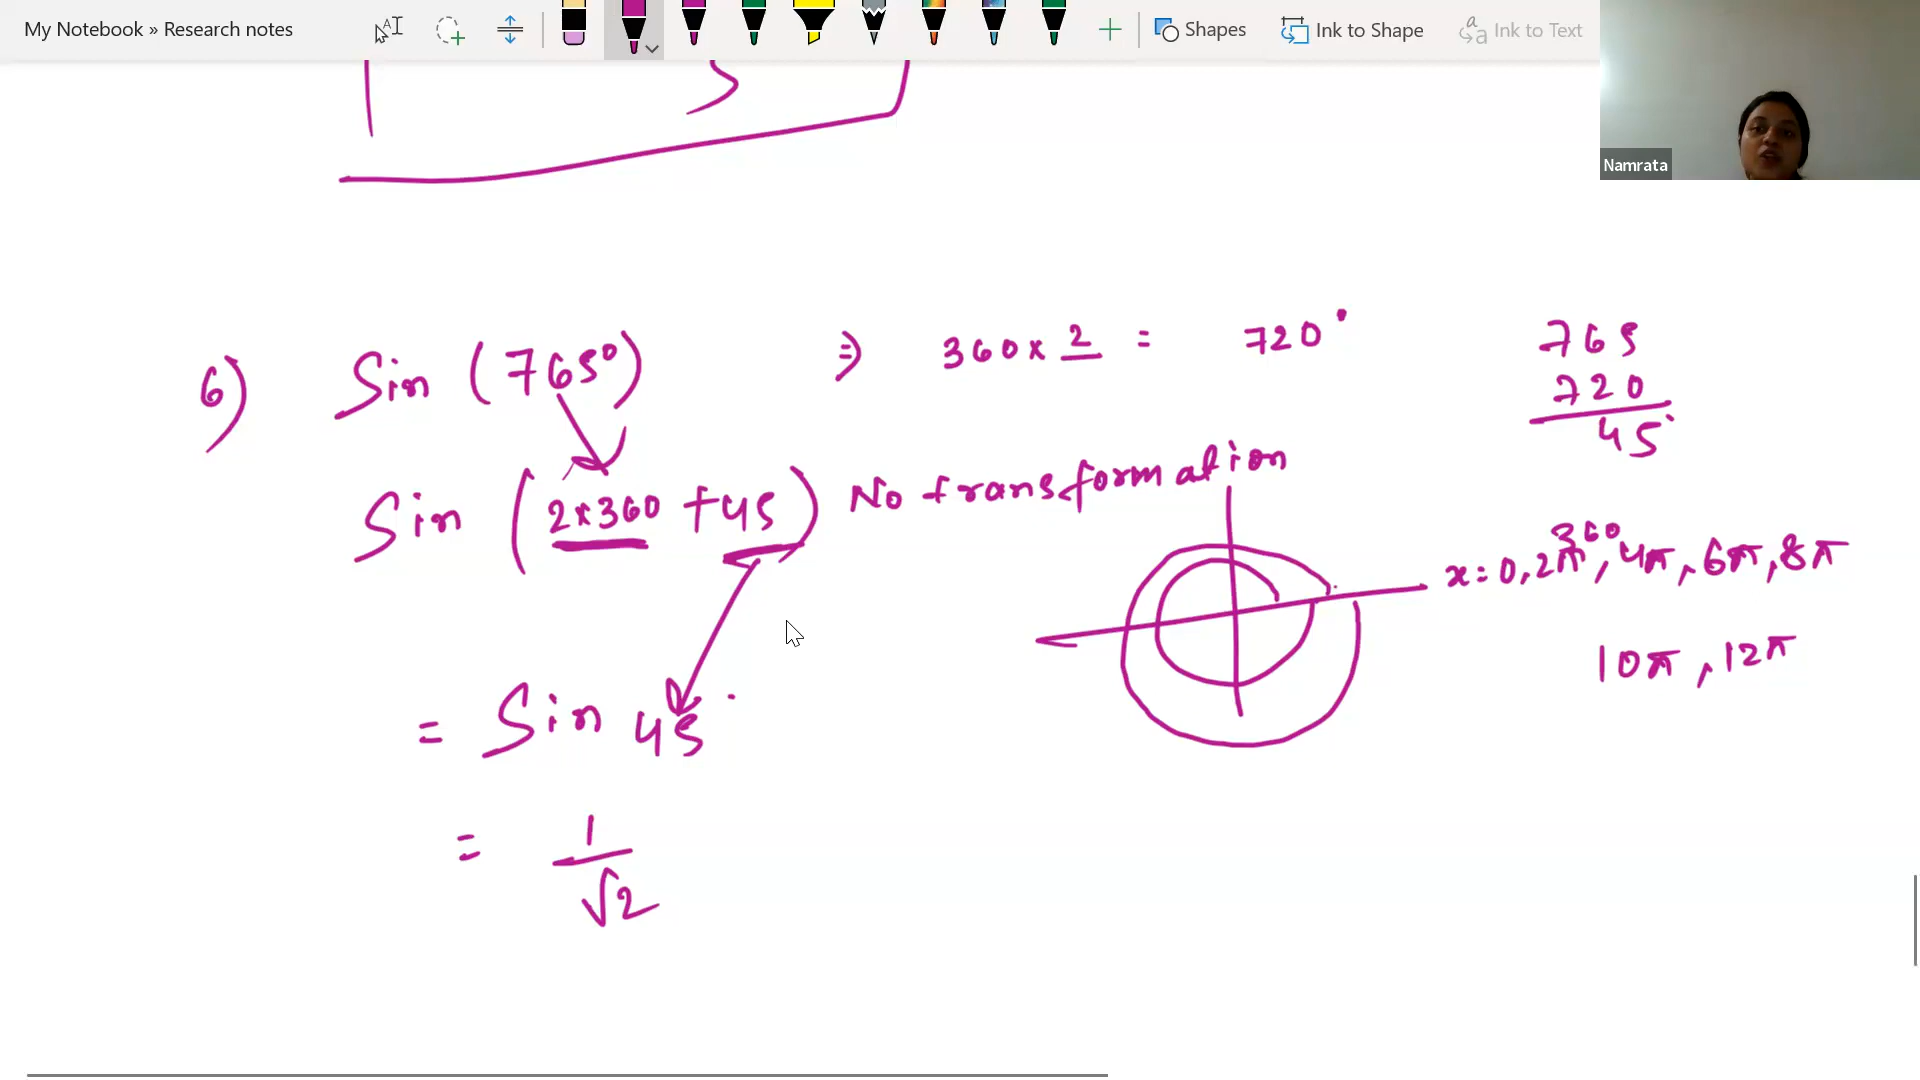 My Notebook » Research notes
Shapes
Ink to Shape
Ink to Text
Namrata
6) Sin (765°) ⇒ 360 × 2 = 720°
765
720
45°
Sin (2×360 + 45) No transformation
360
x = 0, 2π, 4π, 6π, 8π
10π, 12π
= Sin 45°
= 1
√2